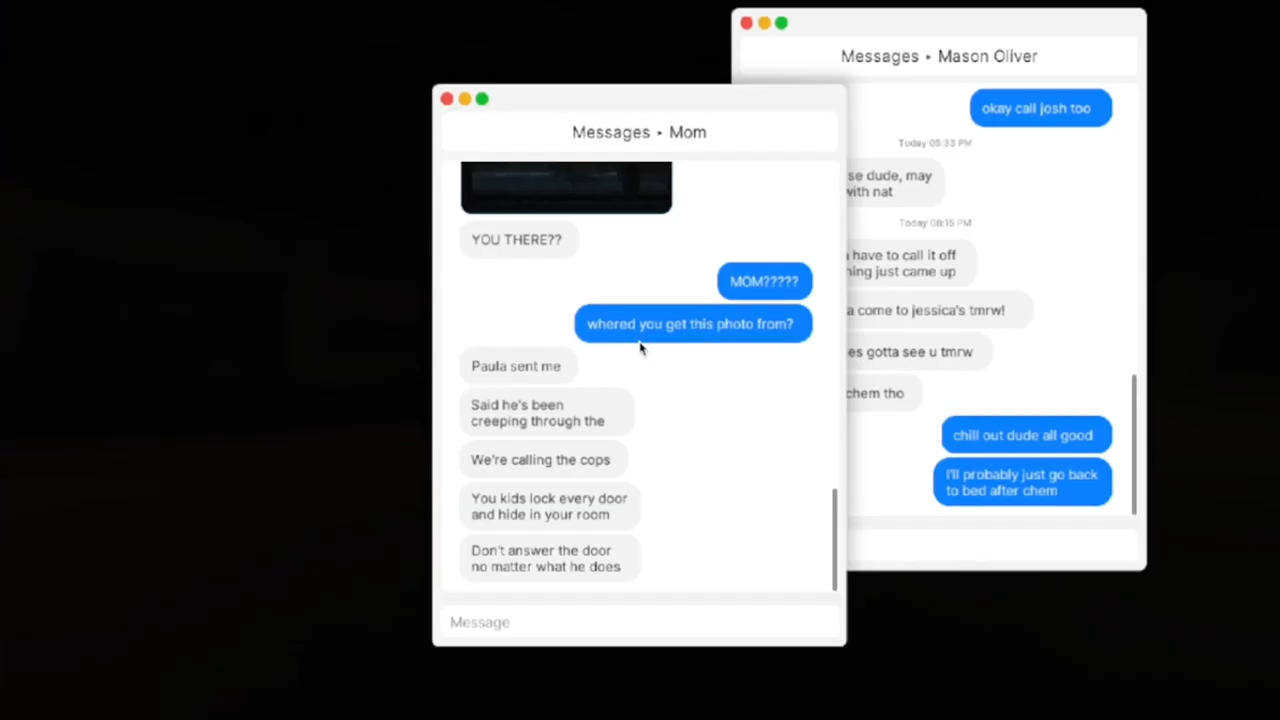 Messages ‣ Mom
YOU THERE??
MOM?????
whered you get this photo from?
Paula sent me
Said he's been
creeping through the
We're calling the cops
You kids lock every door
and hide in your room
Don't answer the door
no matter what he does
Message
Messages ‣ Mason Oliver
okay call josh too
Today 05:33 PM
se dude, may
with nat
Today 08:15 PM
have to call it off
ning just came up
a come to jessica's tmrw!
es gotta see u tmrw
chem tho
chill out dude all good
I'll probably just go back
to bed after chem